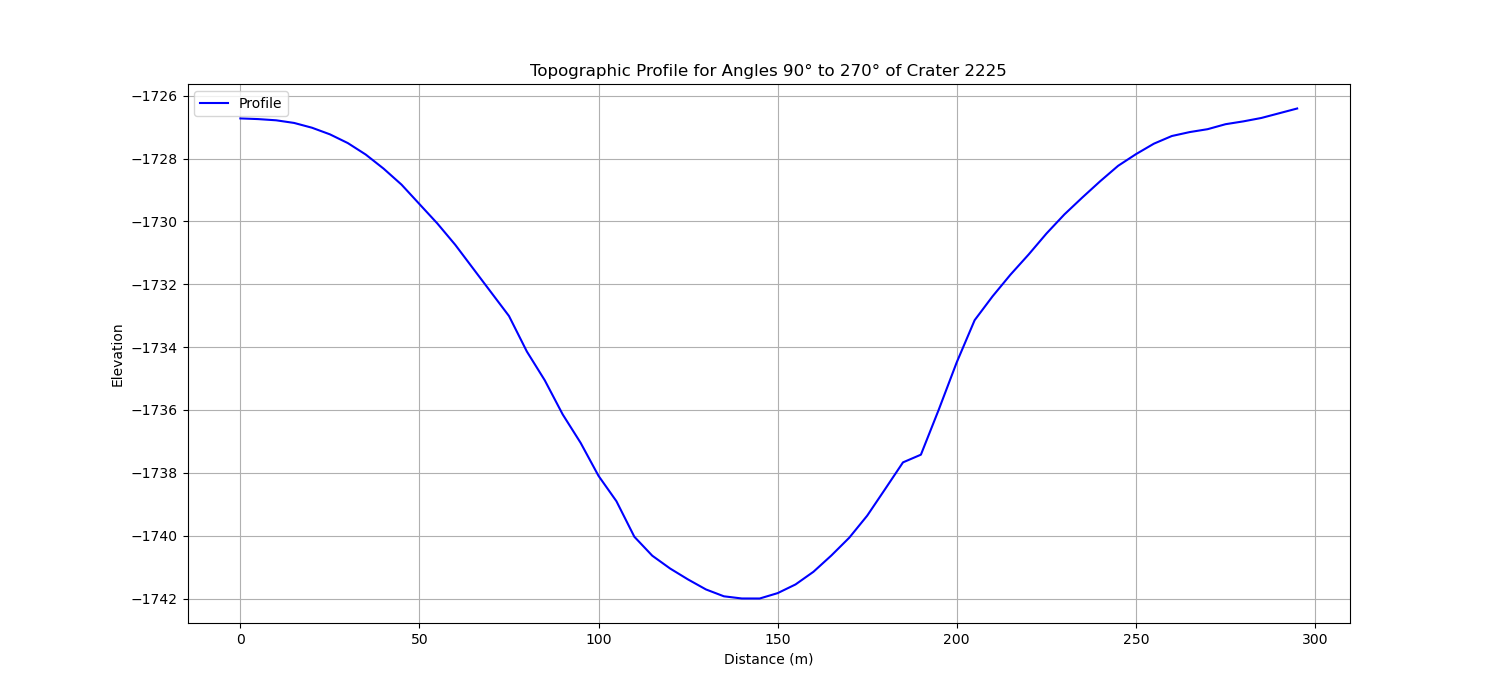 Topographic Profile for Angles 90° to 270° of Crater 2225
Profile
−1726
−1728
−1730
−1732
−1734
−1736
−1738
−1740
−1742
Elevation
0 50 100 150 200 250 300
Distance (m)